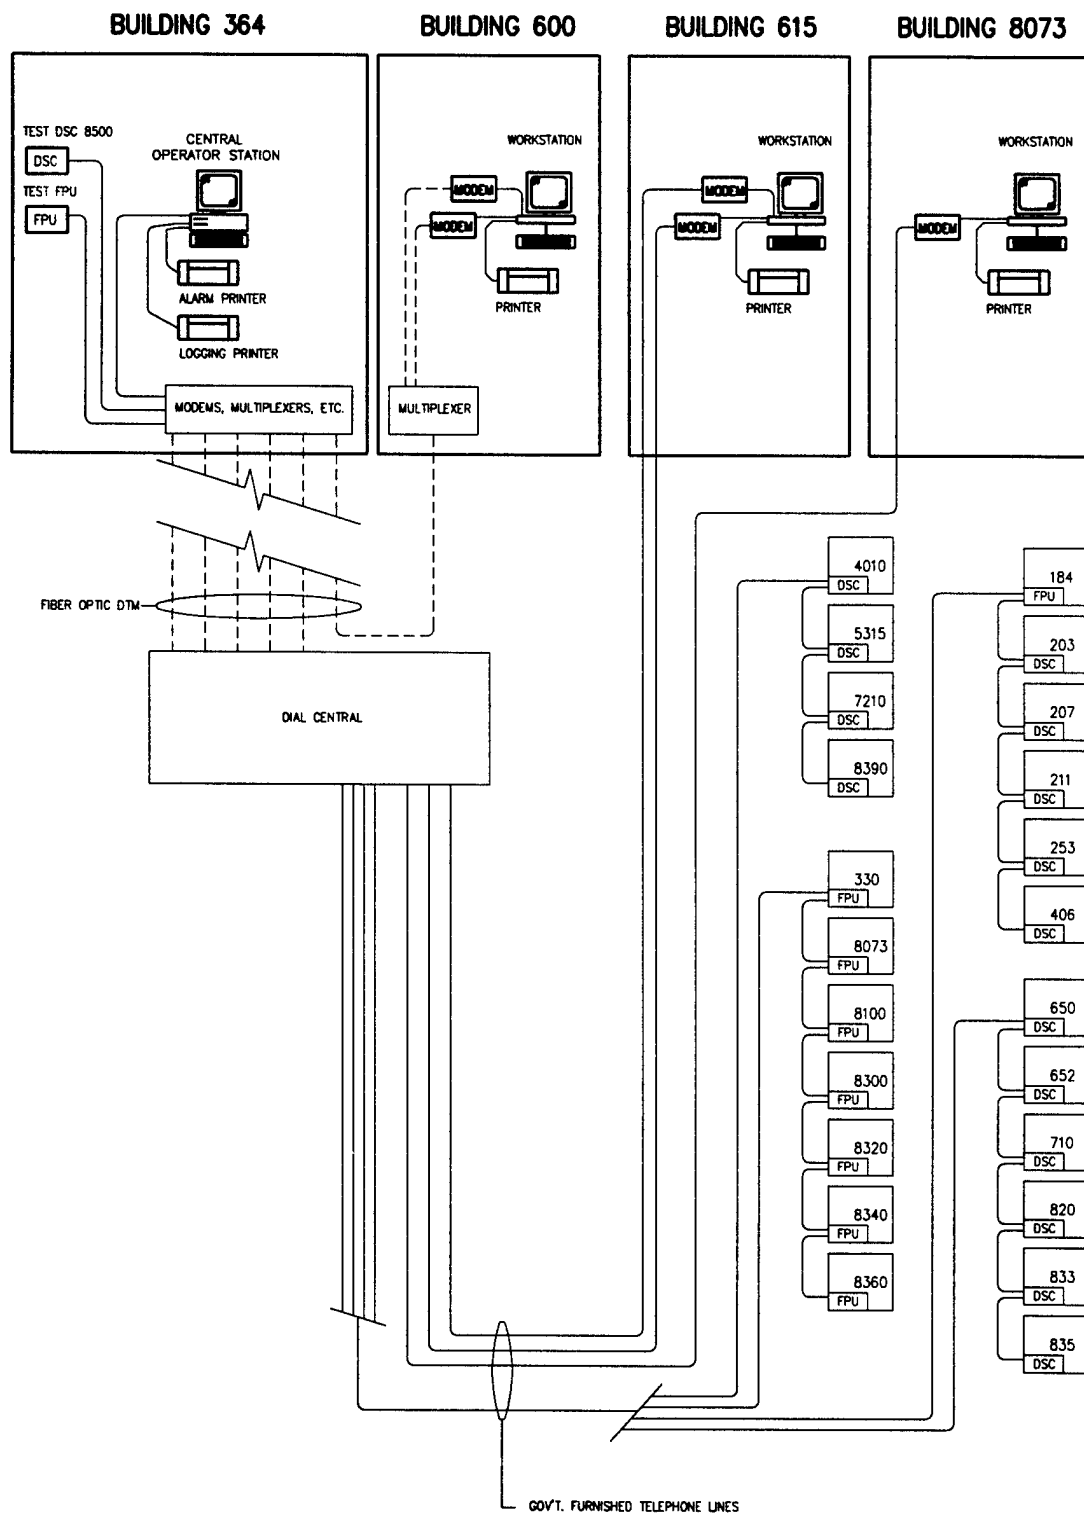 BUILDING 364
BUILDING 600
BUILDING 615
BUILDING 8073
TEST DSC 8500
DSC
TEST FPU
FPU
CENTRAL
OPERATOR STATION
ALARM PRINTER
LOGGING PRINTER
MODEMS, MULTIPLEXERS, ETC.
WORKSTATION
MODEM
MODEM
PRINTER
MULTIPLEXER
WORKSTATION
MODEM
MODEM
PRINTER
WORKSTATION
MODEM
PRINTER
FIBER OPTIC DTM
DIAL CENTRAL
4010
DSC
5315
DSC
7210
DSC
8390
DSC
330
FPU
8073
FPU
8100
FPU
8300
FPU
8320
FPU
8340
FPU
8360
FPU
184
FPU
203
DSC
207
DSC
211
DSC
253
DSC
406
DSC
650
DSC
652
DSC
710
DSC
820
DSC
833
DSC
835
DSC
GOV'T. FURNISHED TELEPHONE LINES